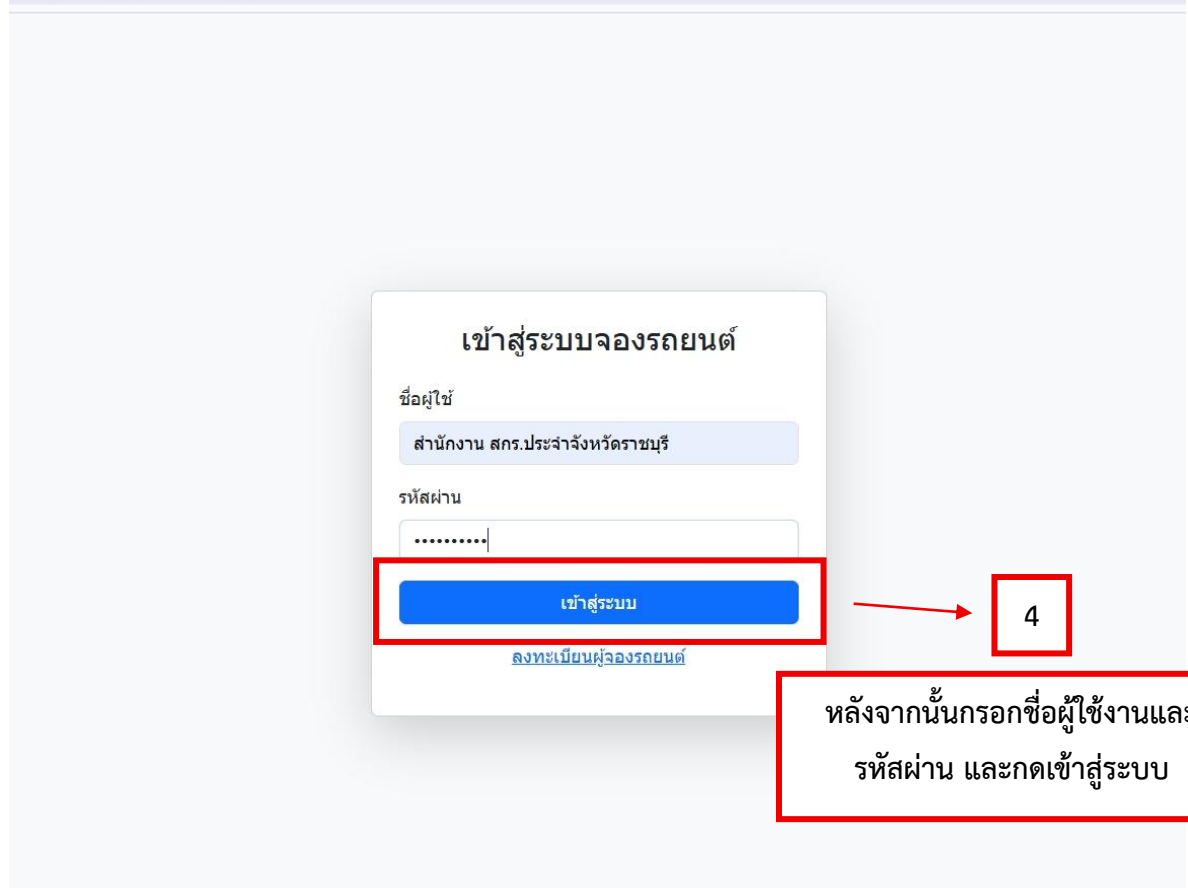 เข้าสู่ระบบจองรถยนต์
ชื่อผู้ใช้
สำนักงาน สกร.ประจำจังหวัดราชบุรี
รหัสผ่าน
••••••••••
เข้าสู่ระบบ
4
ลงทะเบียนผู้จองรถยนต์
หลังจากนั้นกรอกชื่อผู้ใช้งานและ
รหัสผ่าน และกดเข้าสู่ระบบ